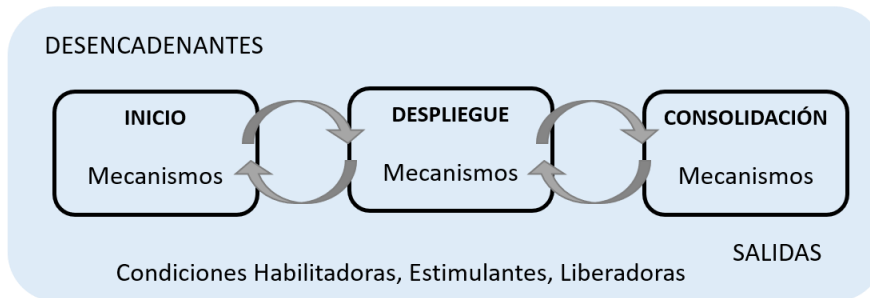 DESENCADENANTES
INICIO
Mecanismos
DESPLIEGUE
Mecanismos
CONSOLIDACIÓN
Mecanismos
SALIDAS
Condiciones Habilitadoras, Estimulantes, Liberadoras